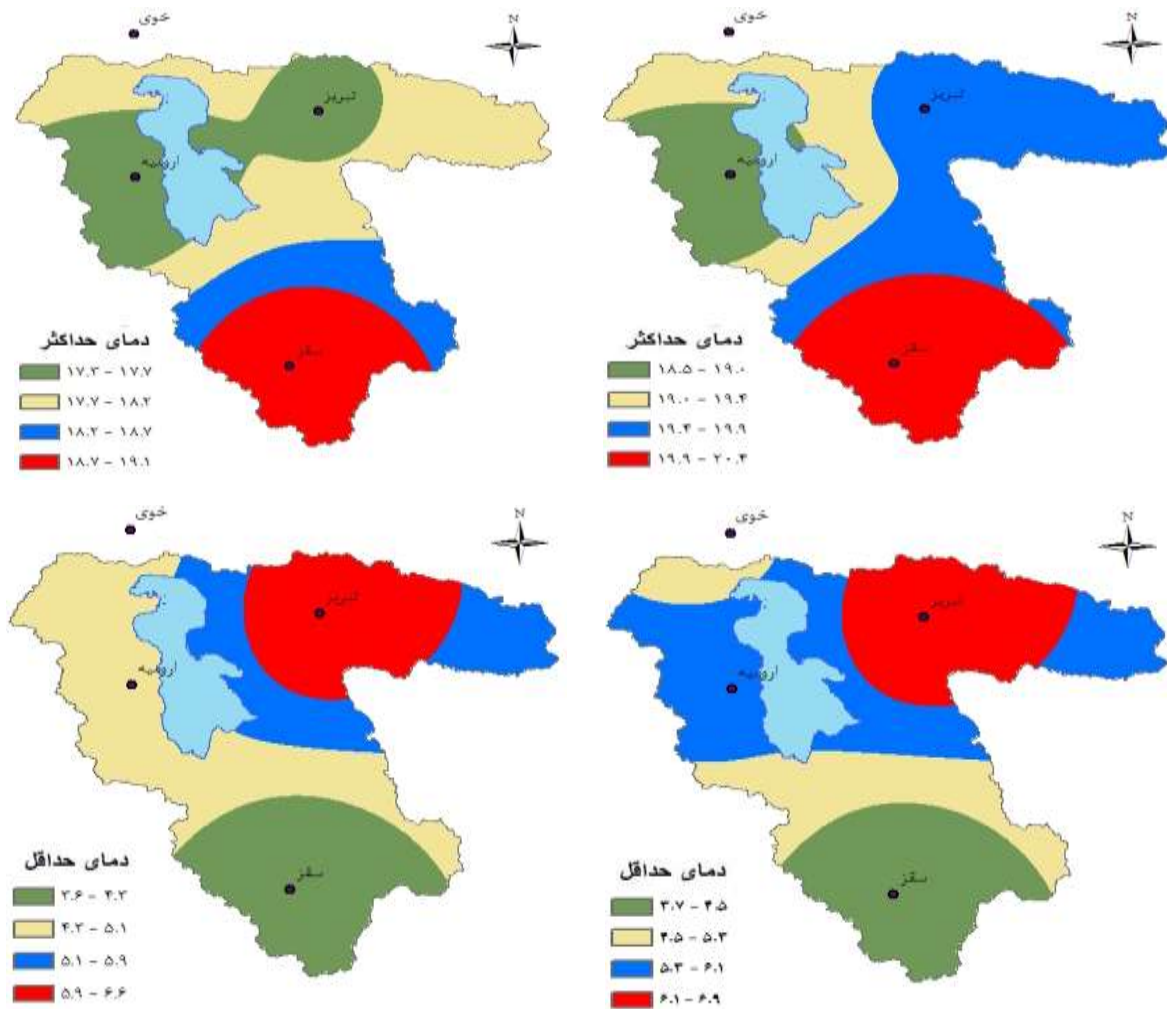 خوی
N
تبریز
ارومیه
سقز
دمای حداکثر
۱۷.۳ - ۱۷.۷
۱۷.۷ - ۱۸.۲
۱۸.۲ - ۱۸.۷
۱۸.۷ - ۱۹.۱
خوی
N
تبریز
ارومیه
سقز
دمای حداکثر
۱۸.۵ - ۱۹.۰
۱۹.۰ - ۱۹.۴
۱۹.۴ - ۱۹.۹
۱۹.۹ - ۲۰.۴
خوی
N
تبریز
ارومیه
سقز
دمای حداقل
۳.۶ - ۴.۳
۴.۳ - ۵.۱
۵.۱ - ۵.۹
۵.۹ - ۶.۶
خوی
N
تبریز
ارومیه
سقز
دمای حداقل
۳.۷ - ۴.۵
۴.۵ - ۵.۳
۵.۳ - ۶.۱
۶.۱ - ۶.۹